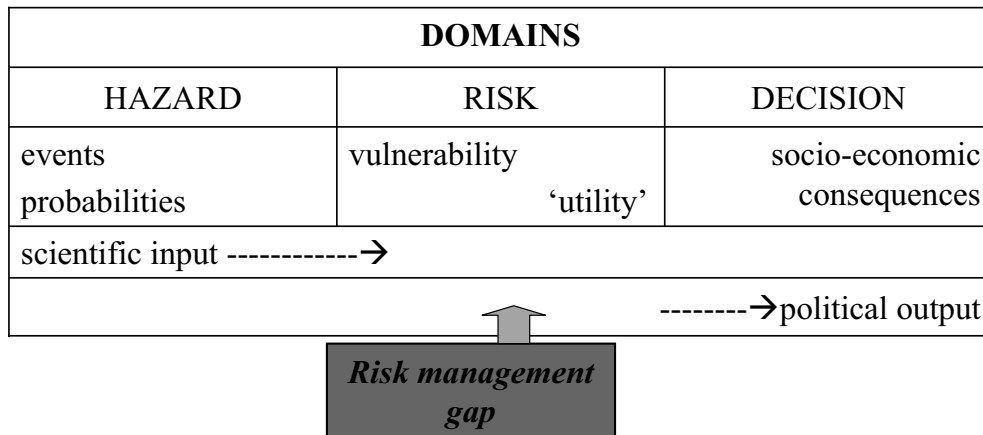 DOMAINS
HAZARD RISK DECISION
events vulnerability socio-economic
probabilities ‘utility’ consequences
scientific input ------------→
--------→political output
Risk management
gap